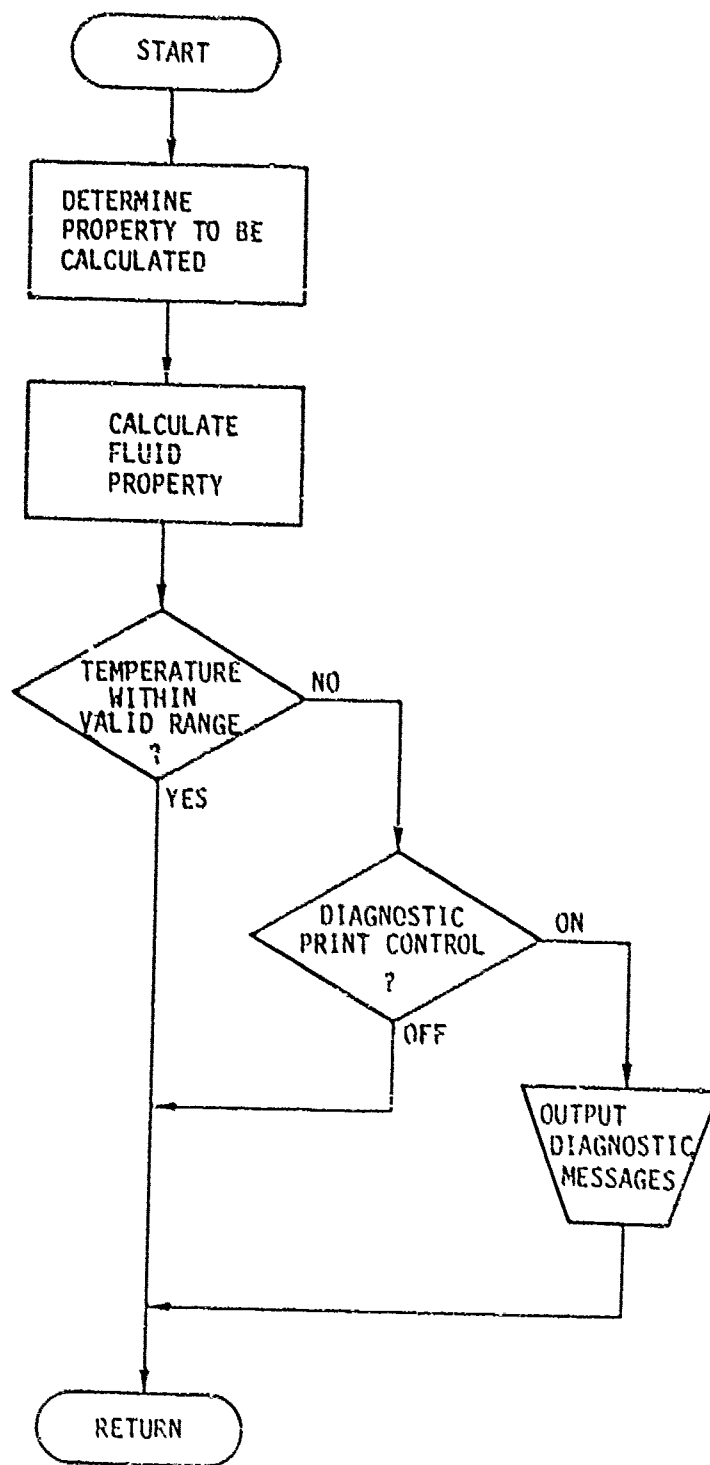 START
DETERMINE
PROPERTY TO BE
CALCULATED
CALCULATE
FLUID
PROPERTY
TEMPERATURE
WITHIN
VALID RANGE
?
NO
YES
DIAGNOSTIC
PRINT CONTROL
?
ON
OFF
OUTPUT
DIAGNOSTIC
MESSAGES
RETURN